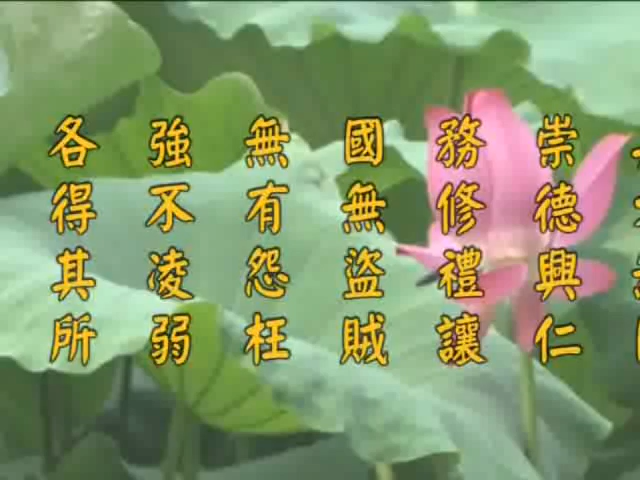 崇德興仁
務修禮讓
國無盜賊
無有怨枉
強不凌弱
各得其所